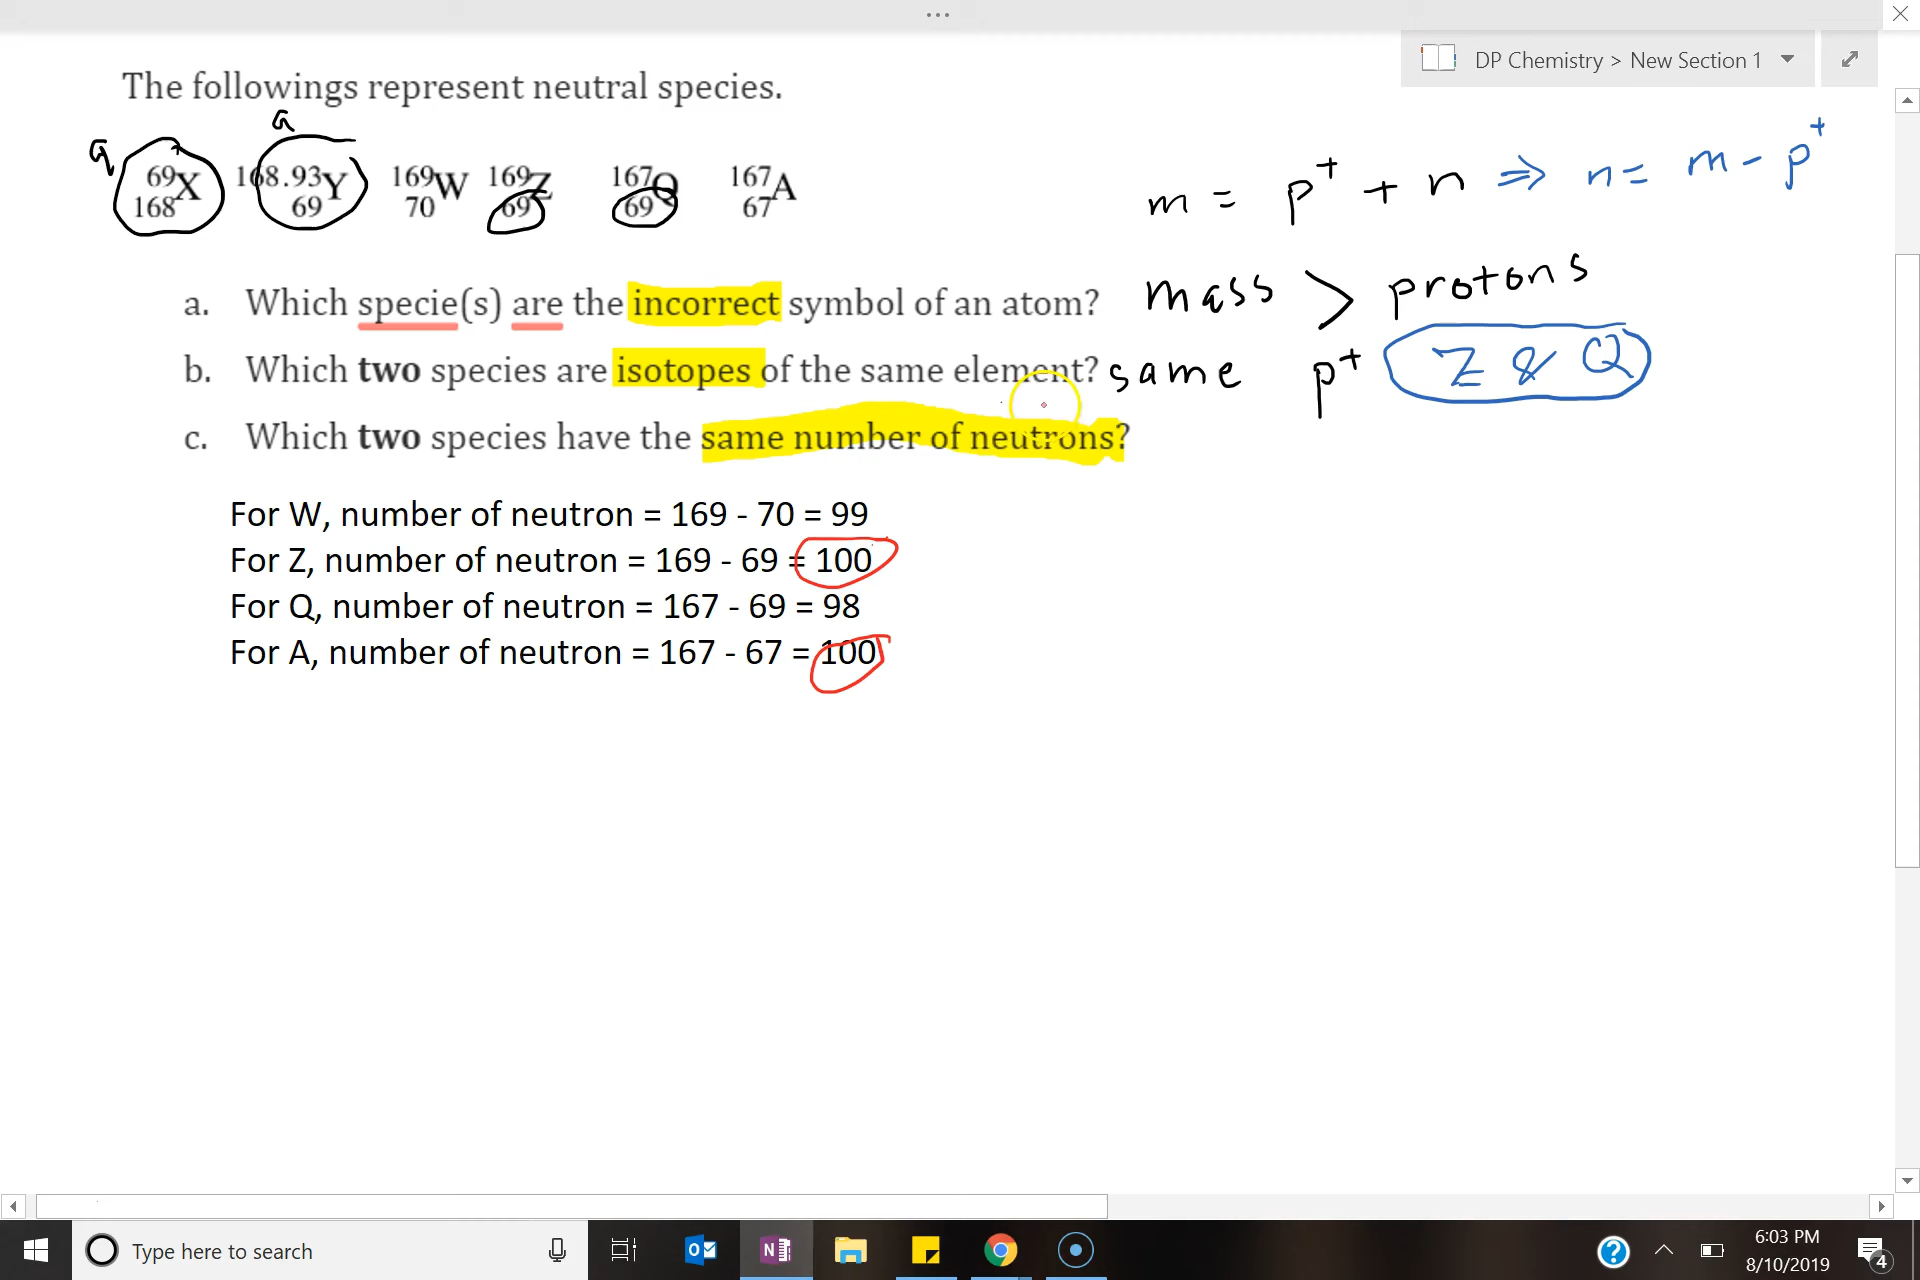 DP Chemistry > New Section 1
The followings represent neutral species.
a
a
69 168 X 168.93 69 Y 169 70 W 169 69 Z 167 69 Q 167 67 A
m = p+ + n ⇒ n = m - p+
a. Which specie(s) are the incorrect symbol of an atom?
mass > protons
b. Which two species are isotopes of the same element?
same p+ Z & Q
c. Which two species have the same number of neutrons?
For W, number of neutron = 169 - 70 = 99
For Z, number of neutron = 169 - 69 = 100
For Q, number of neutron = 167 - 69 = 98
For A, number of neutron = 167 - 67 = 100
Type here to search
6:03 PM
8/10/2019
4